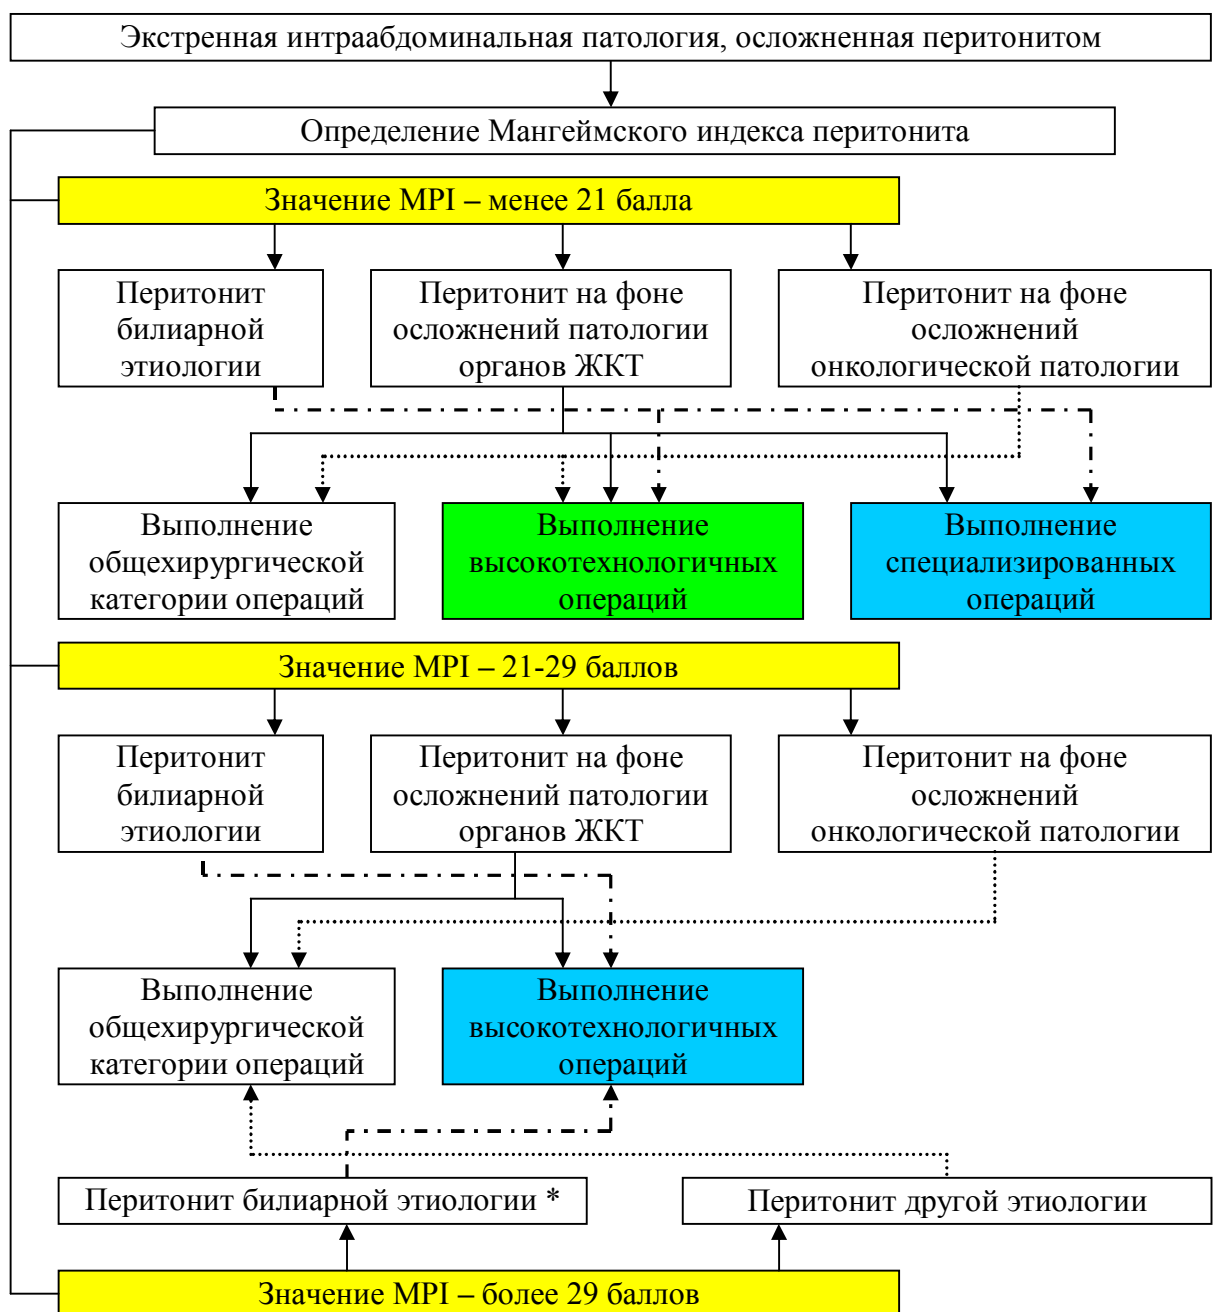 Экстренная интраабдоминальная патология, осложненная перитонитом
Определение Мангеймского индекса перитонита
Значение MPI – менее 21 балла
Перитонит
билиарной
этиологии
Перитонит на фоне
осложнений патологии
органов ЖКТ
Перитонит на фоне
осложнений
онкологической патологии
Выполнение
общехирургической
категории операций
Выполнение
высокотехнологичных
операций
Выполнение
специализированных
операций
Значение MPI – 21-29 баллов
Перитонит
билиарной
этиологии
Перитонит на фоне
осложнений патологии
органов ЖКТ
Перитонит на фоне
осложнений
онкологической патологии
Выполнение
общехирургической
категории операций
Выполнение
высокотехнологичных
операций
Перитонит билиарной этиологии *
Перитонит другой этиологии
Значение MPI – более 29 баллов